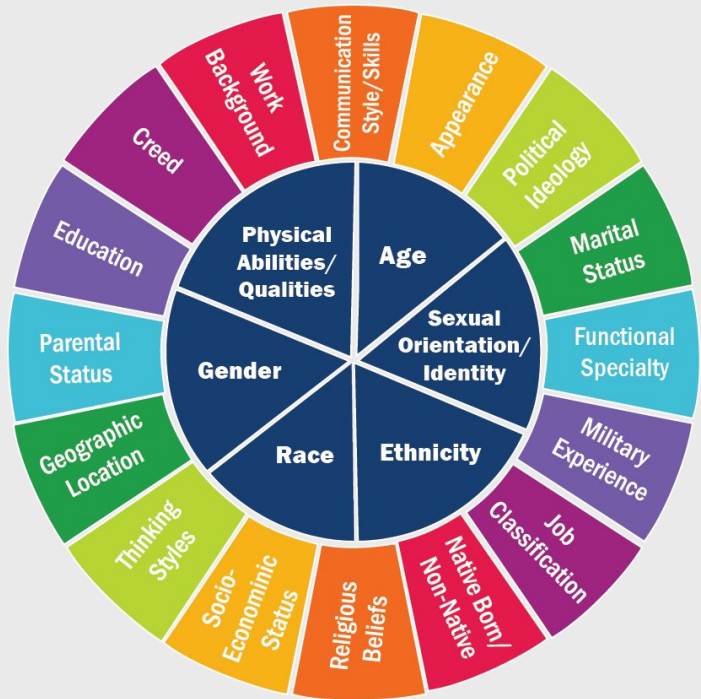 Communication
Style/Skills
Appearance
Political
Ideology
Marital
Status
Functional
Specialty
Military
Experience
Job
Classification
Native Born/
Non-Native
Religious
Beliefs
Socio-
Econominic
Status
Thinking
Styles
Geographic
Location
Parental
Status
Education
Creed
Work
Background
Physical
Abilities/
Qualities
Age
Sexual
Orientation/
Identity
Ethnicity
Race
Gender